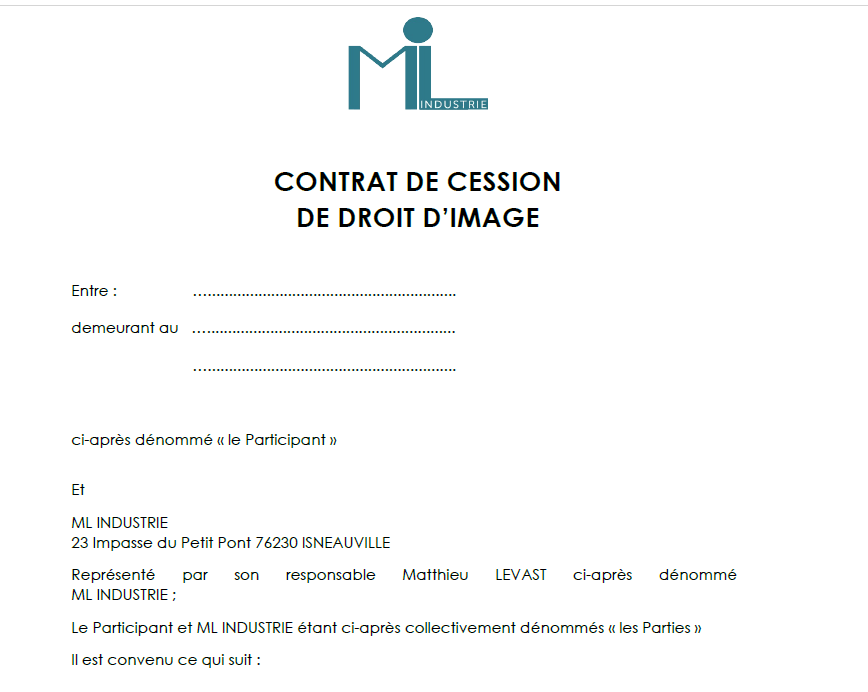 ML
INDUSTRIE
CONTRAT DE CESSION
DE DROIT D’IMAGE
Entre : ….............................................................
demeurant au ….............................................................
….............................................................
ci-après dénommé « le Participant »
Et
ML INDUSTRIE
23 Impasse du Petit Pont 76230 ISNEAUVILLE
Représenté par son responsable Matthieu LEVAST ci-après dénommé
ML INDUSTRIE ;
Le Participant et ML INDUSTRIE étant ci-après collectivement dénommés « les Parties »
Il est convenu ce qui suit :